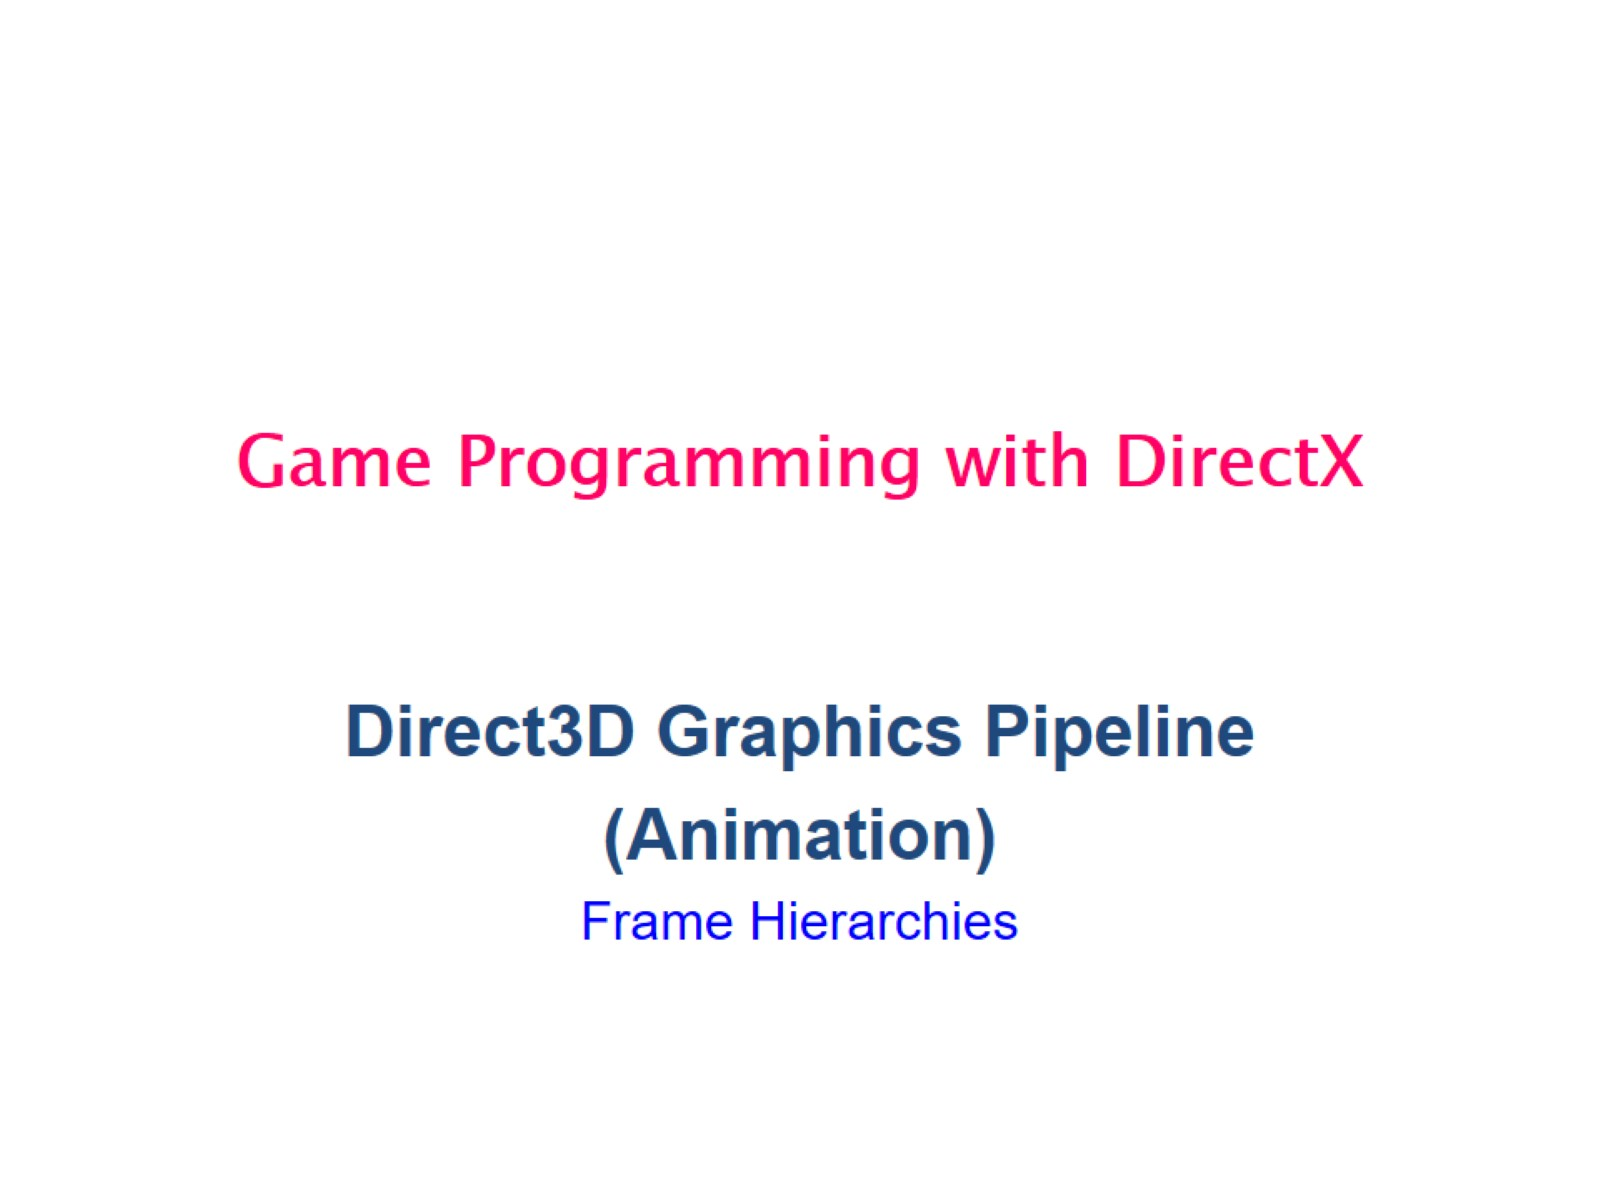 Game Programming with DirectX
Direct3D Graphics Pipeline
(Animation)
Frame Hierarchies